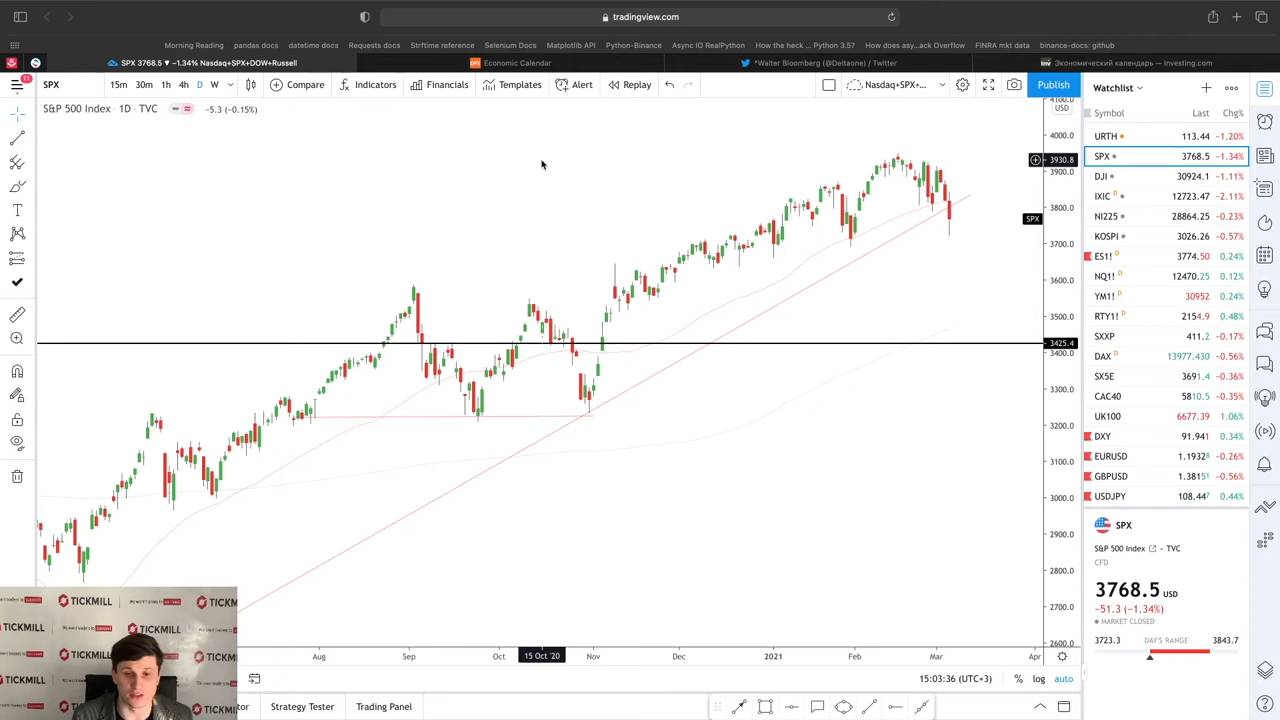 tradingview.com
Morning Reading pandas docs datetime docs Requests docs Strftime reference Selenium Docs Matplotlib API Python-Binance Async IO RealPython How the heck ... Python 3.5? How does asy...ack Overflow FINRA mkt data binance-docs: github
SPX 3768.5 ▼ −1.34% Nasdaq+SPX+DOW+Russell
Economic Calendar
*Walter Bloomberg (@Deltaone) / Twitter
Экономический календарь — Investing.com
11
SPX 15m 30m 1h 4h D W Compare Indicators Financials Templates Alert Replay Nasdaq+SPX+... Publish
S&P 500 Index · 1D · TVC −5.3 (−0.15%)
4100.0
USD
4000.0
3930.8
3900.0
3800.0
SPX
3700.0
3600.0
3500.0
3425.4
3400.0
3300.0
3200.0
3100.0
3000.0
2900.0
2800.0
2700.0
2600.0
Aug Sep Oct 15 Oct '20 Nov Dec 2021 Feb Mar Apr
15:03:36 (UTC+3) % log auto
tor Strategy Tester Trading Panel
Watchlist
Symbol Last Chg%
URTH 113.44 −1.20%
SPX 3768.5 −1.34%
DJI 30924.1 −1.11%
IXIC D 12723.47 −2.11%
NI225 28864.25 −0.23%
KOSPI 3026.26 −0.57%
ES1! D 3774.50 0.24%
NQ1! D 12470.25 0.12%
YM1! D 30952 0.24%
RTY1! D 2154.9 0.48%
SXXP 411.2 −0.17%
DAX D 13977.430 −0.56%
SX5E 3691.4 −0.36%
CAC40 5810.5 −0.35%
UK100 6677.39 1.06%
DXY 91.941 0.34%
EURUSD 1.19328 −0.26%
GBPUSD 1.38151 −0.56%
USDJPY 108.447 0.44%
SPX
S&P 500 Index · TVC
CFD
3768.5 USD
−51.3 (−1.34%)
MARKET CLOSED
3723.3 DAY'S RANGE 3843.7
TICKMILL
TICKM
TICKMILL
TICKMILL
TICKMILL
TICKM
TICKMILL